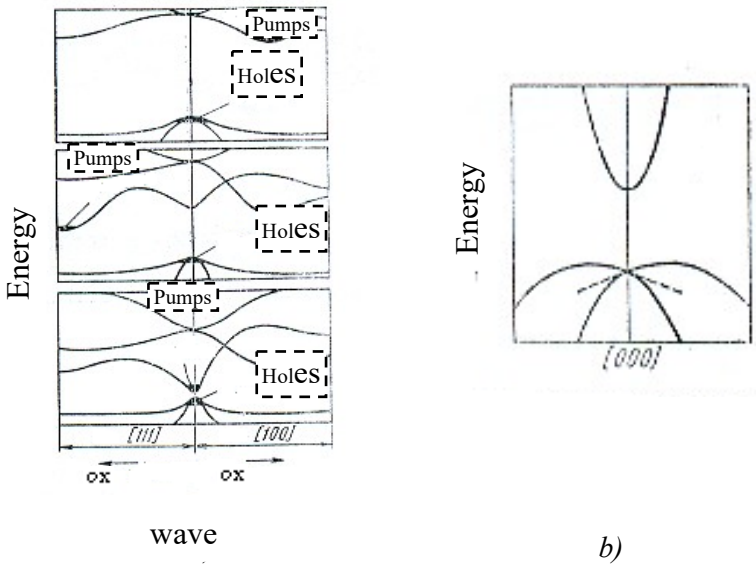 Pumps
Holes
Pumps
Energy
Holes
Pumps
Holes
[111]
[100]
ox
ox
wave
Energy
[000]
b)